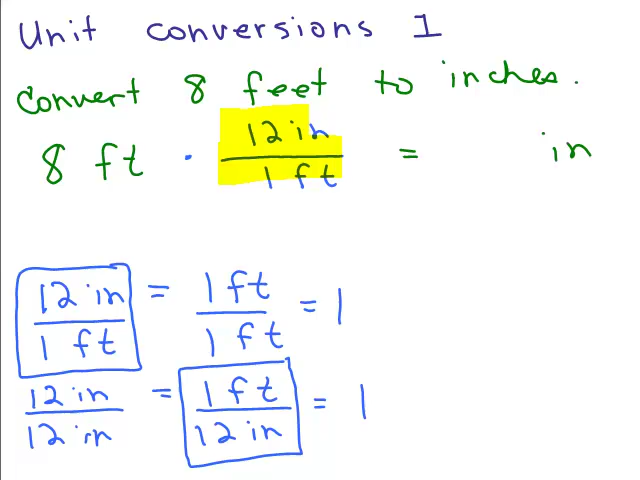 Unit conversions 1
Convert 8 feet to inches.
8 ft · 12 in / 1 ft = in
12 in / 1 ft = 1 ft / 1 ft = 1
12 in / 12 in = 1 ft / 12 in = 1